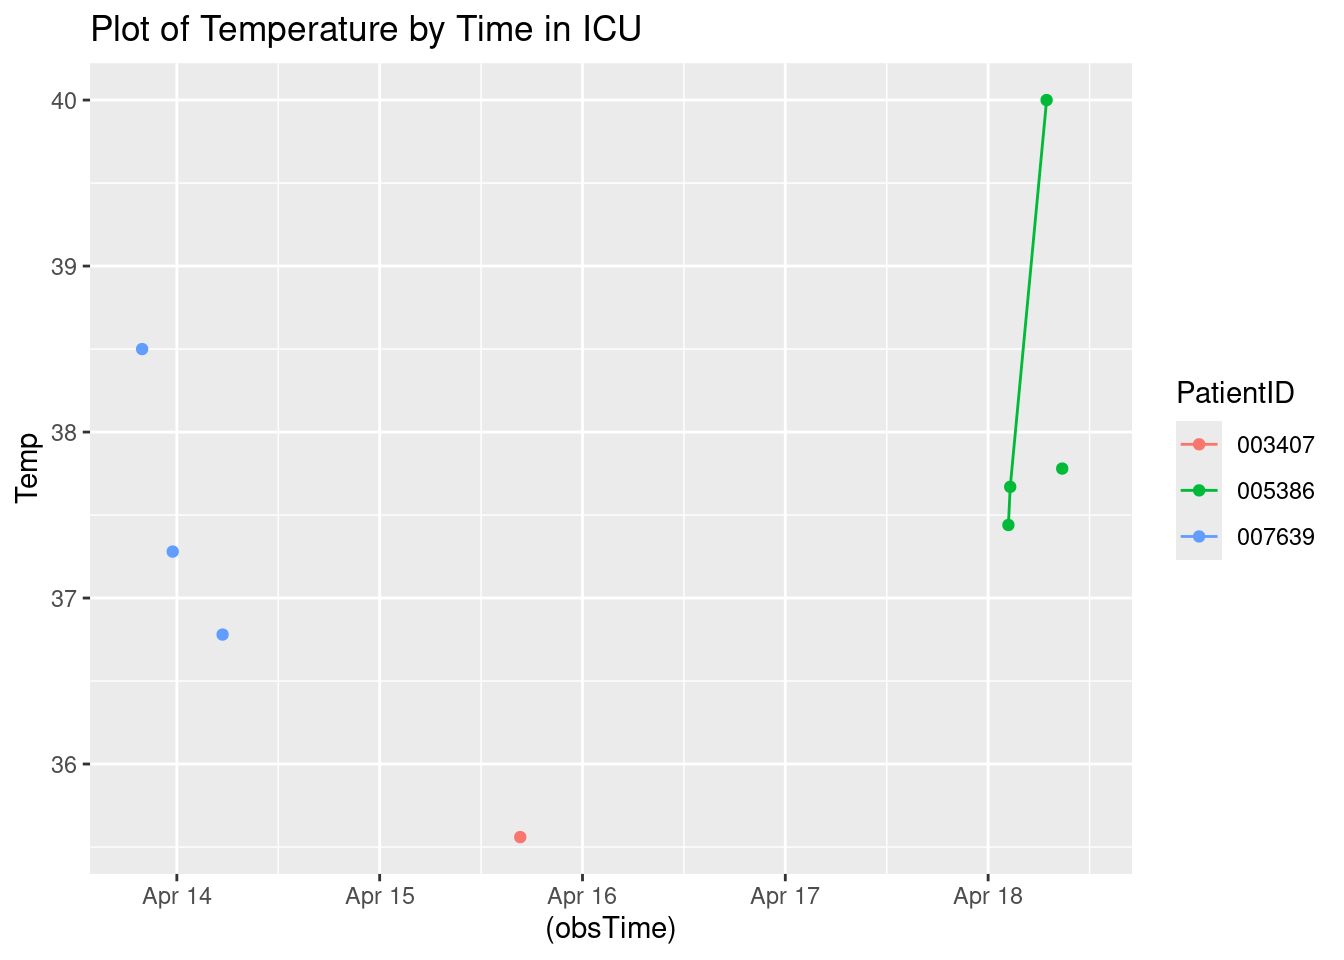 Plot of Temperature by Time in ICU
40
39
38
37
36
Temp
Apr 14
Apr 15
Apr 16
Apr 17
Apr 18
(obsTime)
PatientID
003407
005386
007639